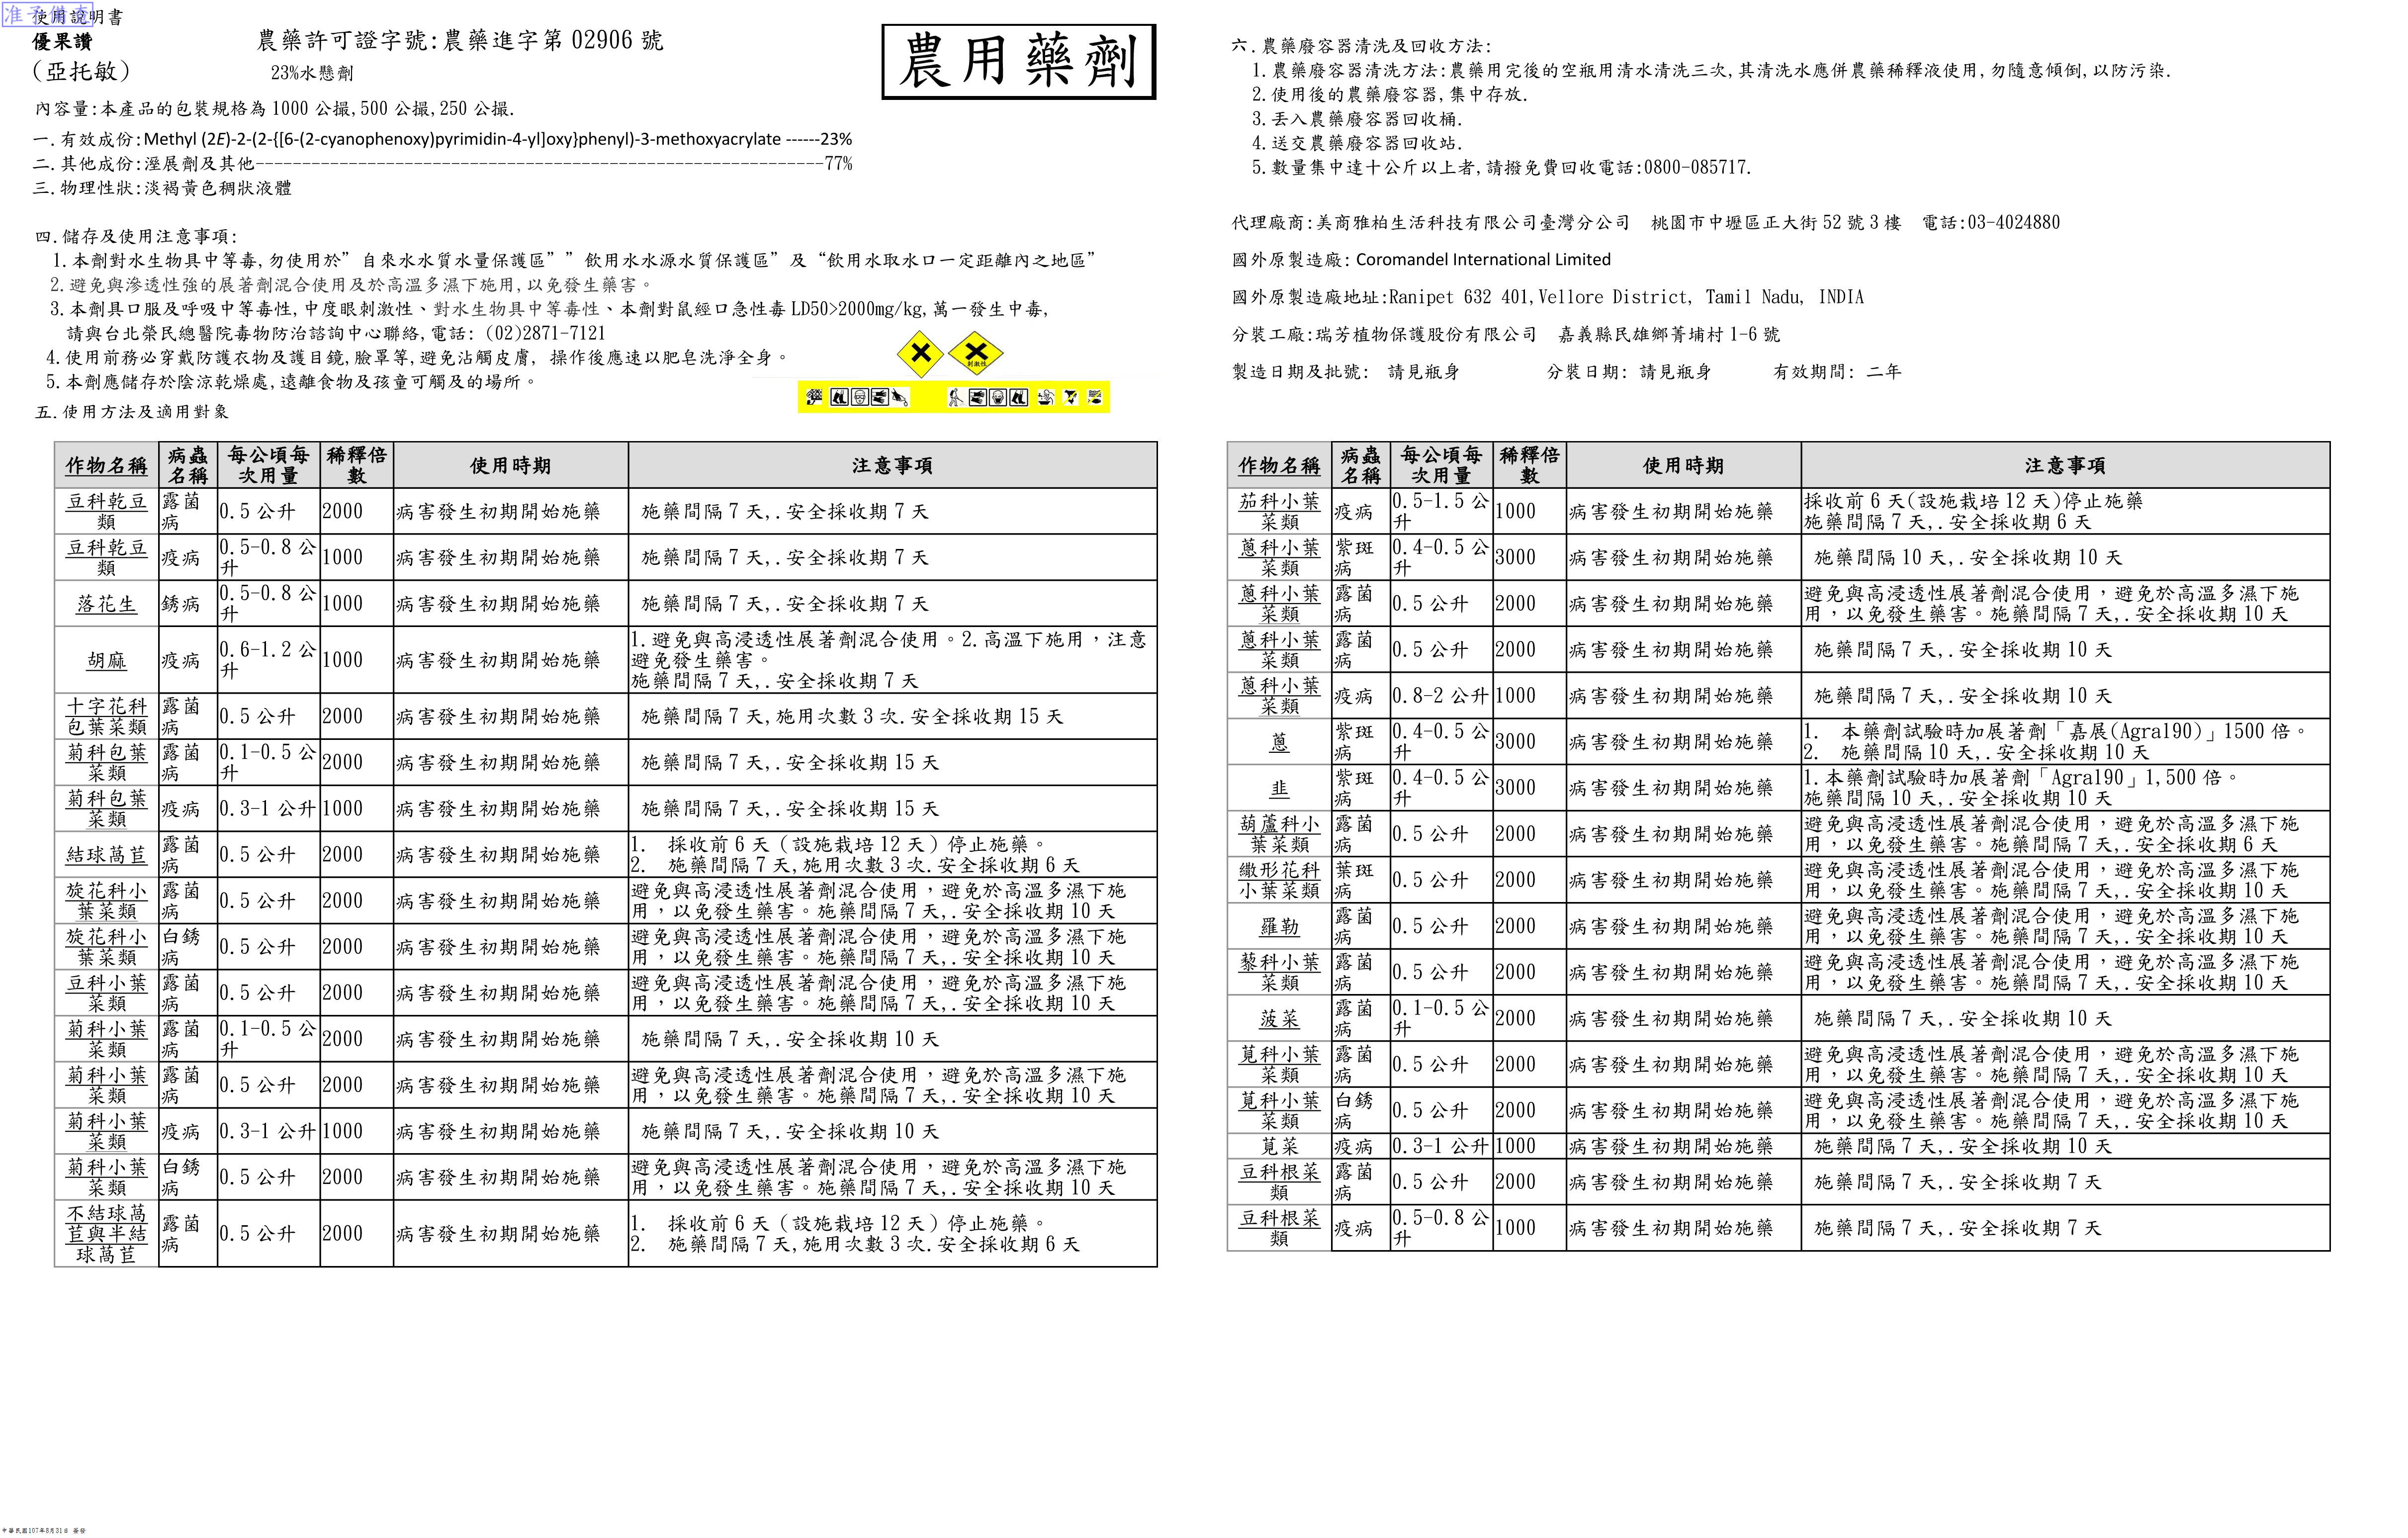 准予備查
使用說明書
優果讚 農藥許可證字號:農藥進字第 02906 號
(亞托敏) 23%水懸劑
農用藥劑
內容量:本產品的包裝規格為 1000 公撮,500 公撮,250 公撮.
一.有效成份:Methyl (2E)-2-(2-{[6-(2-cyanophenoxy)pyrimidin-4-yl]oxy}phenyl)-3-methoxyacrylate ------23%
二.其他成份:溼展劑及其他--------------------------------------------------------------77%
三.物理性狀:淡褐黃色稠狀液體
四.儲存及使用注意事項:
1.本劑對水生物具中等毒,勿使用於”自來水水質水量保護區””飲用水水源水質保護區”及“飲用水取水口一定距離內之地區”
2.避免與滲透性強的展著劑混合使用及於高溫多濕下施用,以免發生藥害。
3.本劑具口服及呼吸中等毒性,中度眼刺激性、對水生物具中等毒性、本劑對鼠經口急性毒 LD50>2000mg/kg,萬一發生中毒,
請與台北榮民總醫院毒物防治諮詢中心聯絡,電話: (02)2871-7121
4.使用前務必穿戴防護衣物及護目鏡,臉罩等,避免沾觸皮膚, 操作後應速以肥皂洗淨全身。
5.本劑應儲存於陰涼乾燥處,遠離食物及孩童可觸及的場所。
刺激性
五.使用方法及適用對象
作物名稱 病蟲名稱 每公頃每次用量 稀釋倍數 使用時期 注意事項
豆科乾豆類 露菌病 0.5 公升 2000 病害發生初期開始施藥 施藥間隔 7 天,.安全採收期 7 天
豆科乾豆類 疫病 0.5-0.8 公升 1000 病害發生初期開始施藥 施藥間隔 7 天,.安全採收期 7 天
落花生 銹病 0.5-0.8 公升 1000 病害發生初期開始施藥 施藥間隔 7 天,.安全採收期 7 天
胡麻 疫病 0.6-1.2 公升 1000 病害發生初期開始施藥 1.避免與高浸透性展著劑混合使用。2.高溫下施用,注意避免發生藥害。
施藥間隔 7 天,.安全採收期 7 天
十字花科包葉菜類 露菌病 0.5 公升 2000 病害發生初期開始施藥 施藥間隔 7 天,施用次數 3 次.安全採收期 15 天
菊科包葉菜類 露菌病 0.1-0.5 公升 2000 病害發生初期開始施藥 施藥間隔 7 天,.安全採收期 15 天
菊科包葉菜類 疫病 0.3-1 公升 1000 病害發生初期開始施藥 施藥間隔 7 天,.安全採收期 15 天
結球萵苣 露菌病 0.5 公升 2000 病害發生初期開始施藥 1. 採收前 6 天(設施栽培 12 天)停止施藥。
2. 施藥間隔 7 天,施用次數 3 次.安全採收期 6 天
旋花科小葉菜類 露菌病 0.5 公升 2000 病害發生初期開始施藥 避免與高浸透性展著劑混合使用,避免於高溫多濕下施用,以免發生藥害。施藥間隔 7 天,.安全採收期 10 天
旋花科小葉菜類 白銹病 0.5 公升 2000 病害發生初期開始施藥 避免與高浸透性展著劑混合使用,避免於高溫多濕下施用,以免發生藥害。施藥間隔 7 天,.安全採收期 10 天
豆科小葉菜類 露菌病 0.5 公升 2000 病害發生初期開始施藥 避免與高浸透性展著劑混合使用,避免於高溫多濕下施用,以免發生藥害。施藥間隔 7 天,.安全採收期 10 天
菊科小葉菜類 露菌病 0.1-0.5 公升 2000 病害發生初期開始施藥 施藥間隔 7 天,.安全採收期 10 天
菊科小葉菜類 露菌病 0.5 公升 2000 病害發生初期開始施藥 避免與高浸透性展著劑混合使用,避免於高溫多濕下施用,以免發生藥害。施藥間隔 7 天,.安全採收期 10 天
菊科小葉菜類 疫病 0.3-1 公升 1000 病害發生初期開始施藥 施藥間隔 7 天,.安全採收期 10 天
菊科小葉菜類 白銹病 0.5 公升 2000 病害發生初期開始施藥 避免與高浸透性展著劑混合使用,避免於高溫多濕下施用,以免發生藥害。施藥間隔 7 天,.安全採收期 10 天
不結球萵苣與半結球萵苣 露菌病 0.5 公升 2000 病害發生初期開始施藥 1. 採收前 6 天(設施栽培 12 天)停止施藥。
2. 施藥間隔 7 天,施用次數 3 次.安全採收期 6 天
六.農藥廢容器清洗及回收方法:
1.農藥廢容器清洗方法:農藥用完後的空瓶用清水清洗三次,其清洗水應併農藥稀釋液使用,勿隨意傾倒,以防污染.
2.使用後的農藥廢容器,集中存放.
3.丟入農藥廢容器回收桶.
4.送交農藥廢容器回收站.
5.數量集中達十公斤以上者,請撥免費回收電話:0800-085717.
代理廠商:美商雅柏生活科技有限公司臺灣分公司 桃園市中壢區正大街 52 號 3 樓 電話:03-4024880
國外原製造廠: Coromandel International Limited
國外原製造廠地址:Ranipet 632 401,Vellore District, Tamil Nadu, INDIA
分裝工廠:瑞芳植物保護股份有限公司 嘉義縣民雄鄉菁埔村 1-6 號
製造日期及批號: 請見瓶身 分裝日期: 請見瓶身 有效期間: 二年
作物名稱 病蟲名稱 每公頃每次用量 稀釋倍數 使用時期 注意事項
茄科小葉菜類 疫病 0.5-1.5 公升 1000 病害發生初期開始施藥 採收前 6 天(設施栽培 12 天)停止施藥
施藥間隔 7 天,.安全採收期 6 天
蔥科小葉菜類 紫斑病 0.4-0.5 公升 3000 病害發生初期開始施藥 施藥間隔 10 天,.安全採收期 10 天
蔥科小葉菜類 露菌病 0.5 公升 2000 病害發生初期開始施藥 避免與高浸透性展著劑混合使用,避免於高溫多濕下施用,以免發生藥害。施藥間隔 7 天,.安全採收期 10 天
蔥科小葉菜類 露菌病 0.5 公升 2000 病害發生初期開始施藥 施藥間隔 7 天,.安全採收期 10 天
蔥科小葉菜類 疫病 0.8-2 公升 1000 病害發生初期開始施藥 施藥間隔 7 天,.安全採收期 10 天
蔥 紫斑病 0.4-0.5 公升 3000 病害發生初期開始施藥 1. 本藥劑試驗時加展著劑「嘉展(Agral90)」1500 倍。
2. 施藥間隔 10 天,.安全採收期 10 天
韭 紫斑病 0.4-0.5 公升 3000 病害發生初期開始施藥 1.本藥劑試驗時加展著劑「Agral90」1,500 倍。
施藥間隔 10 天,.安全採收期 10 天
葫蘆科小葉菜類 露菌病 0.5 公升 2000 病害發生初期開始施藥 避免與高浸透性展著劑混合使用,避免於高溫多濕下施用,以免發生藥害。施藥間隔 7 天,.安全採收期 6 天
繖形花科小葉菜類 葉斑病 0.5 公升 2000 病害發生初期開始施藥 避免與高浸透性展著劑混合使用,避免於高溫多濕下施用,以免發生藥害。施藥間隔 7 天,.安全採收期 10 天
羅勒 露菌病 0.5 公升 2000 病害發生初期開始施藥 避免與高浸透性展著劑混合使用,避免於高溫多濕下施用,以免發生藥害。施藥間隔 7 天,.安全採收期 10 天
藜科小葉菜類 露菌病 0.5 公升 2000 病害發生初期開始施藥 避免與高浸透性展著劑混合使用,避免於高溫多濕下施用,以免發生藥害。施藥間隔 7 天,.安全採收期 10 天
菠菜 露菌病 0.1-0.5 公升 2000 病害發生初期開始施藥 施藥間隔 7 天,.安全採收期 10 天
莧科小葉菜類 露菌病 0.5 公升 2000 病害發生初期開始施藥 避免與高浸透性展著劑混合使用,避免於高溫多濕下施用,以免發生藥害。施藥間隔 7 天,.安全採收期 10 天
莧科小葉菜類 白銹病 0.5 公升 2000 病害發生初期開始施藥 避免與高浸透性展著劑混合使用,避免於高溫多濕下施用,以免發生藥害。施藥間隔 7 天,.安全採收期 10 天
莧菜 疫病 0.3-1 公升 1000 病害發生初期開始施藥 施藥間隔 7 天,.安全採收期 10 天
豆科根菜類 露菌病 0.5 公升 2000 病害發生初期開始施藥 施藥間隔 7 天,.安全採收期 7 天
豆科根菜類 疫病 0.5-0.8 公升 1000 病害發生初期開始施藥 施藥間隔 7 天,.安全採收期 7 天
中華民國107年8月31日 簽發